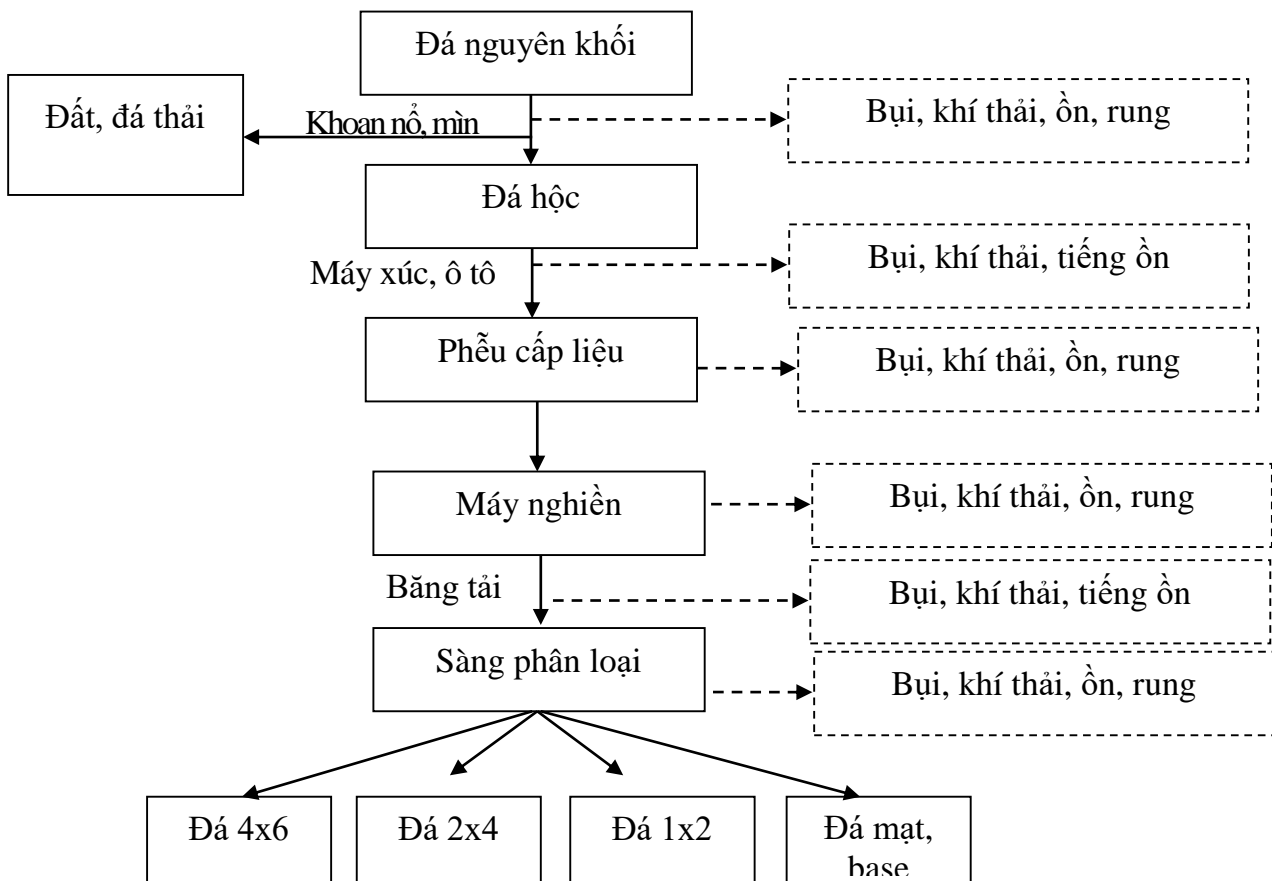 Đá nguyên khối
Đất, đá thải
Khoan nổ, mìn
Bụi, khí thải, ồn, rung
Đá hộc
Máy xúc, ô tô
Bụi, khí thải, tiếng ồn
Phễu cấp liệu
Bụi, khí thải, ồn, rung
Máy nghiền
Bụi, khí thải, ồn, rung
Băng tải
Bụi, khí thải, tiếng ồn
Sàng phân loại
Bụi, khí thải, ồn, rung
Đá 4x6
Đá 2x4
Đá 1x2
Đá mạt,
base